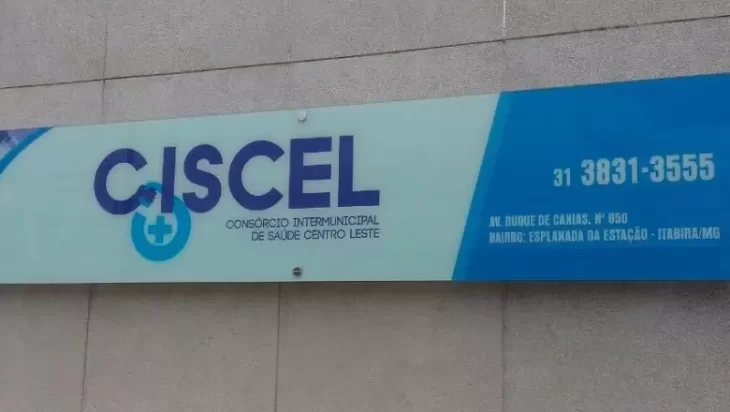 CISCEL
CONSÓRCIO INTERMUNICIPAL
DE SAÚDE CENTRO LESTE
31 3831-3555
AV. DUQUE DE CAXIAS, Nº 850
BAIRRO: ESPLANADA DA ESTAÇÃO - ITABIRA/MG